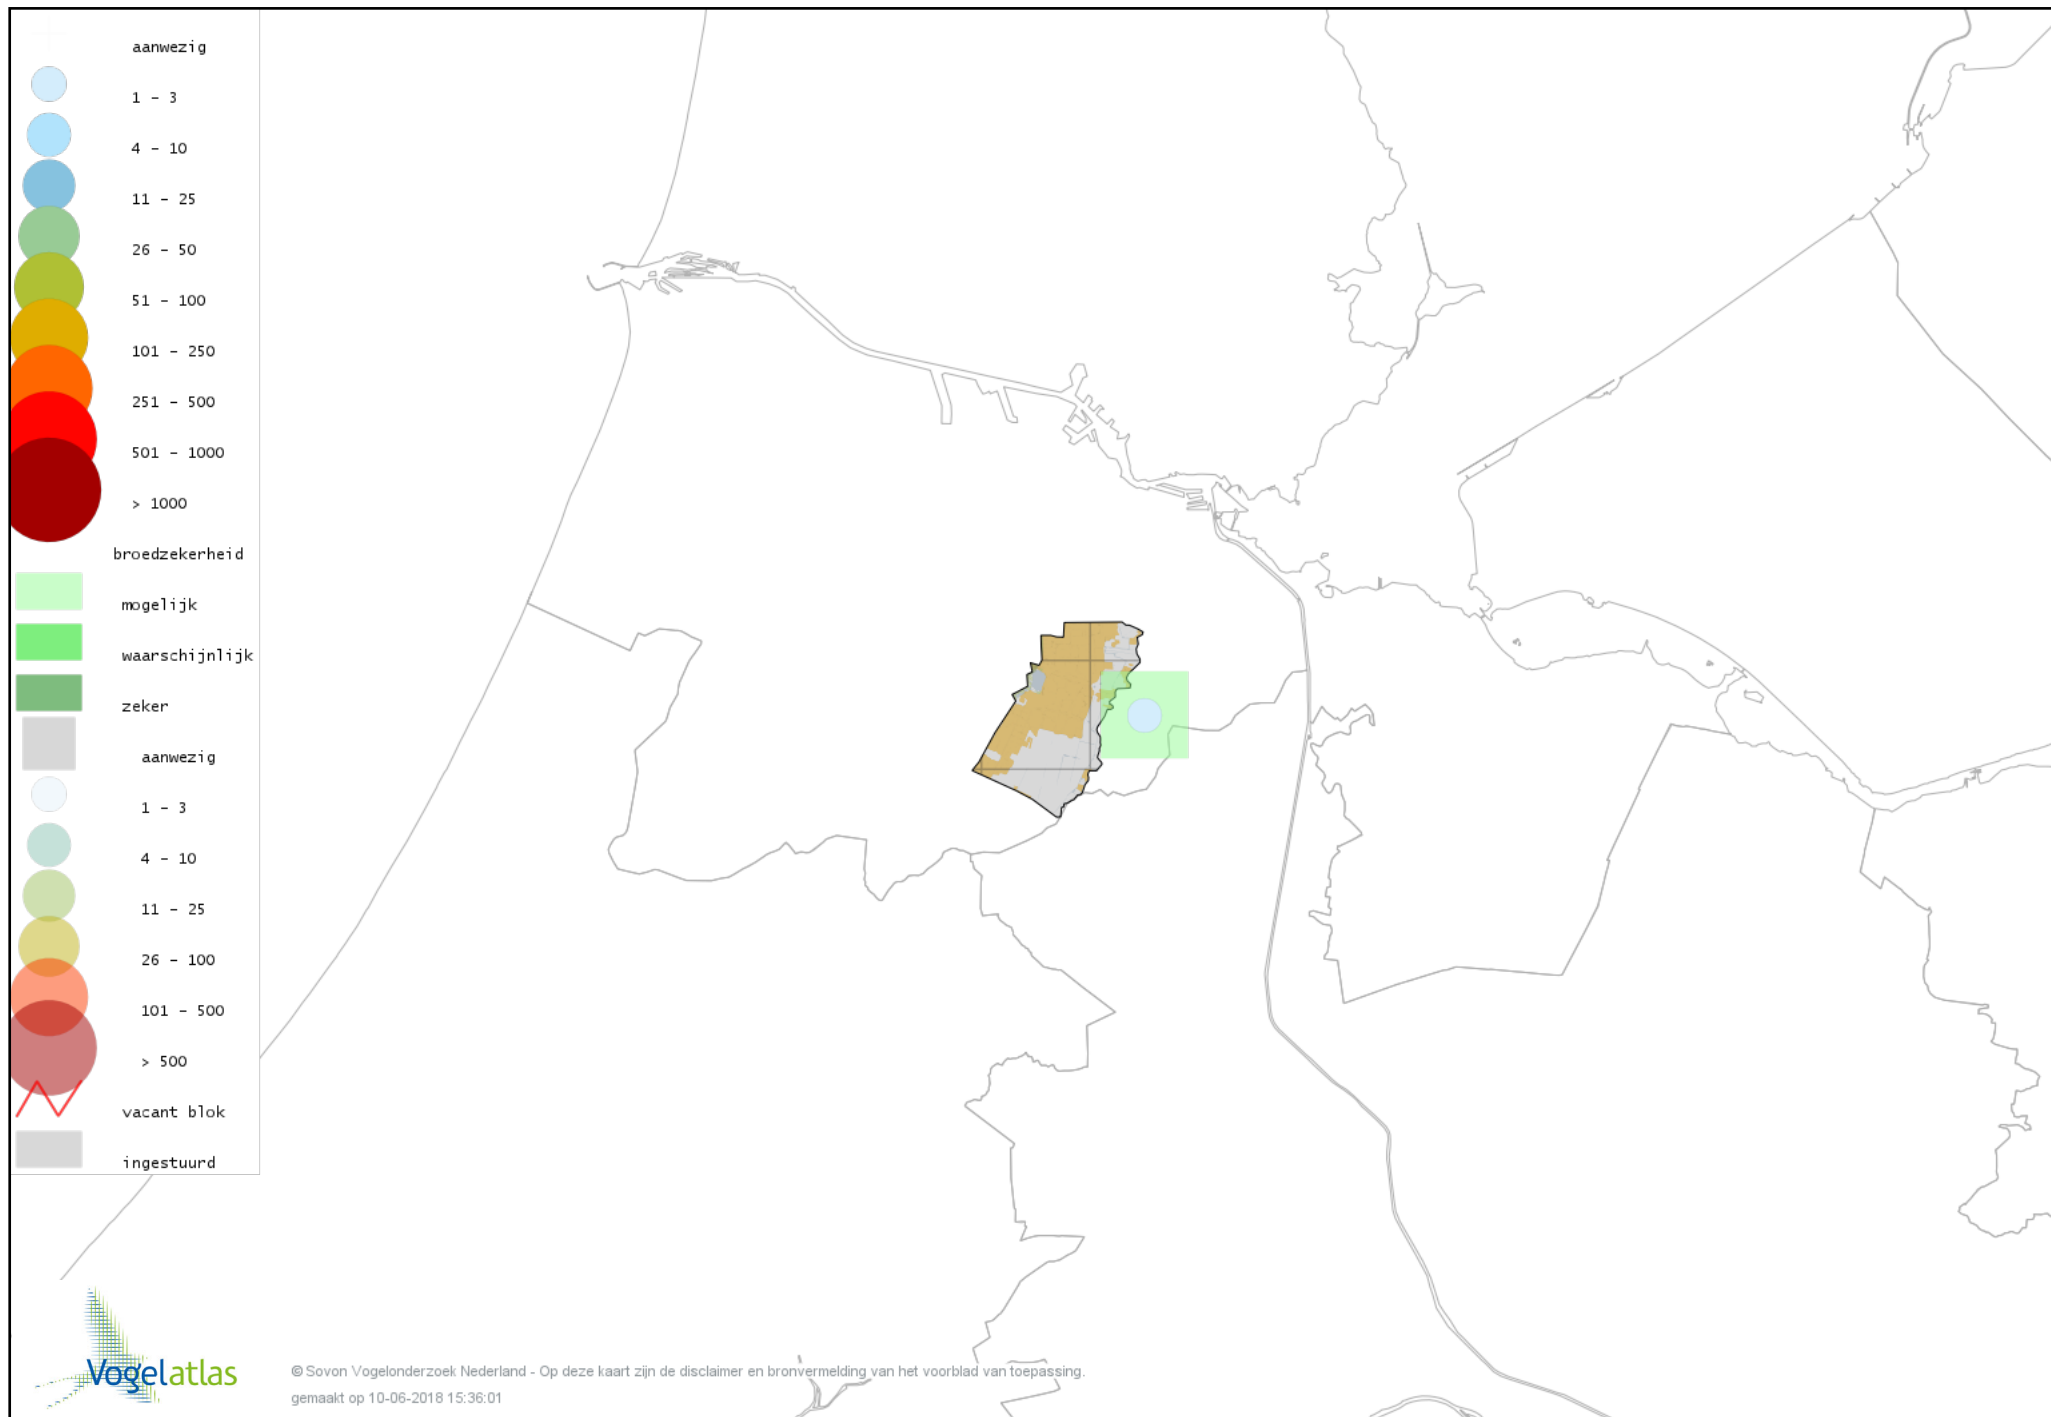 aanwezig
1 - 3
4 - 10
11 - 25
26 - 50
51 - 100
101 - 250
251 - 500
501 - 1000
> 1000
broedzekerheid
mogelijk
waarschijnlijk
zeker
aanwezig
1 - 3
4 - 10
11 - 25
26 - 100
101 - 500
> 500
vacant blok
ingestuurd
Vogelatlas
© Sovon Vogelonderzoek Nederland - Op deze kaart zijn de disclaimer en bronvermelding van het voorblad van toepassing.
gemaakt op 10-06-2018 15:36:01